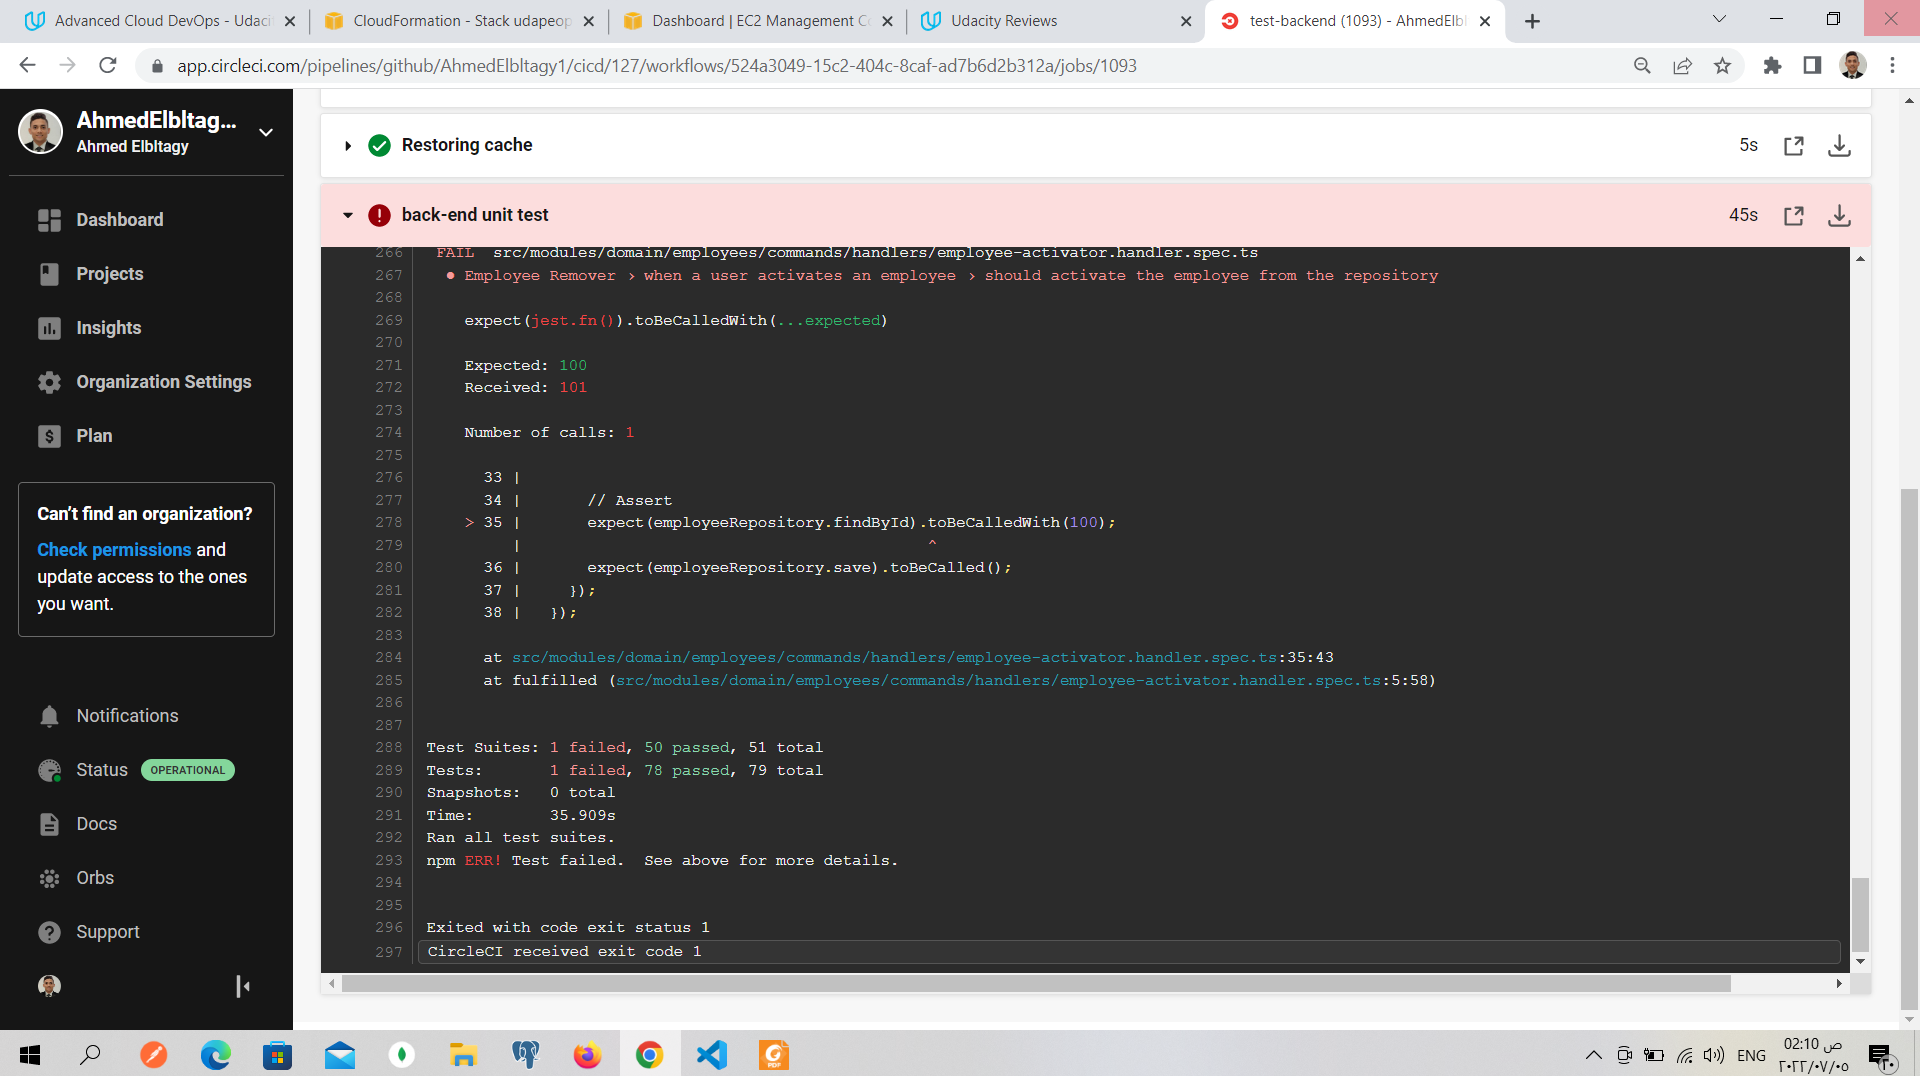 Advanced Cloud DevOps - Udaci
CloudFormation - Stack udapeop
Dashboard | EC2 Management Co
Udacity Reviews
test-backend (1093) - AhmedElbl
app.circleci.com/pipelines/github/AhmedElbltagy1/cicd/127/workflows/524a3049-15c2-404c-8caf-ad7b6d2b312a/jobs/1093
AhmedElbltag...
Ahmed Elbltagy
Dashboard
Projects
Insights
Organization Settings
Plan
Can't find an organization?
Check permissions and
update access to the ones
you want.
Notifications
Status OPERATIONAL
Docs
Orbs
Support
Restoring cache 5s
back-end unit test 45s
266 FAIL src/modules/domain/employees/commands/handlers/employee-activator.handler.spec.ts
267 ● Employee Remover › when a user activates an employee › should activate the employee from the repository
268
269 expect(jest.fn()).toBeCalledWith(...expected)
270
271 Expected: 100
272 Received: 101
273
274 Number of calls: 1
275
276 33 |
277 34 | // Assert
278 > 35 | expect(employeeRepository.findById).toBeCalledWith(100);
279 | ^
280 36 | expect(employeeRepository.save).toBeCalled();
281 37 | });
282 38 | });
283
284 at src/modules/domain/employees/commands/handlers/employee-activator.handler.spec.ts:35:43
285 at fulfilled (src/modules/domain/employees/commands/handlers/employee-activator.handler.spec.ts:5:58)
286
287
288 Test Suites: 1 failed, 50 passed, 51 total
289 Tests: 1 failed, 78 passed, 79 total
290 Snapshots: 0 total
291 Time: 35.909s
292 Ran all test suites.
293 npm ERR! Test failed. See above for more details.
294
295
296 Exited with code exit status 1
297 CircleCI received exit code 1
ENG
02:10 ص
٢٠٢٢/٠٧/٠٥
٢٠